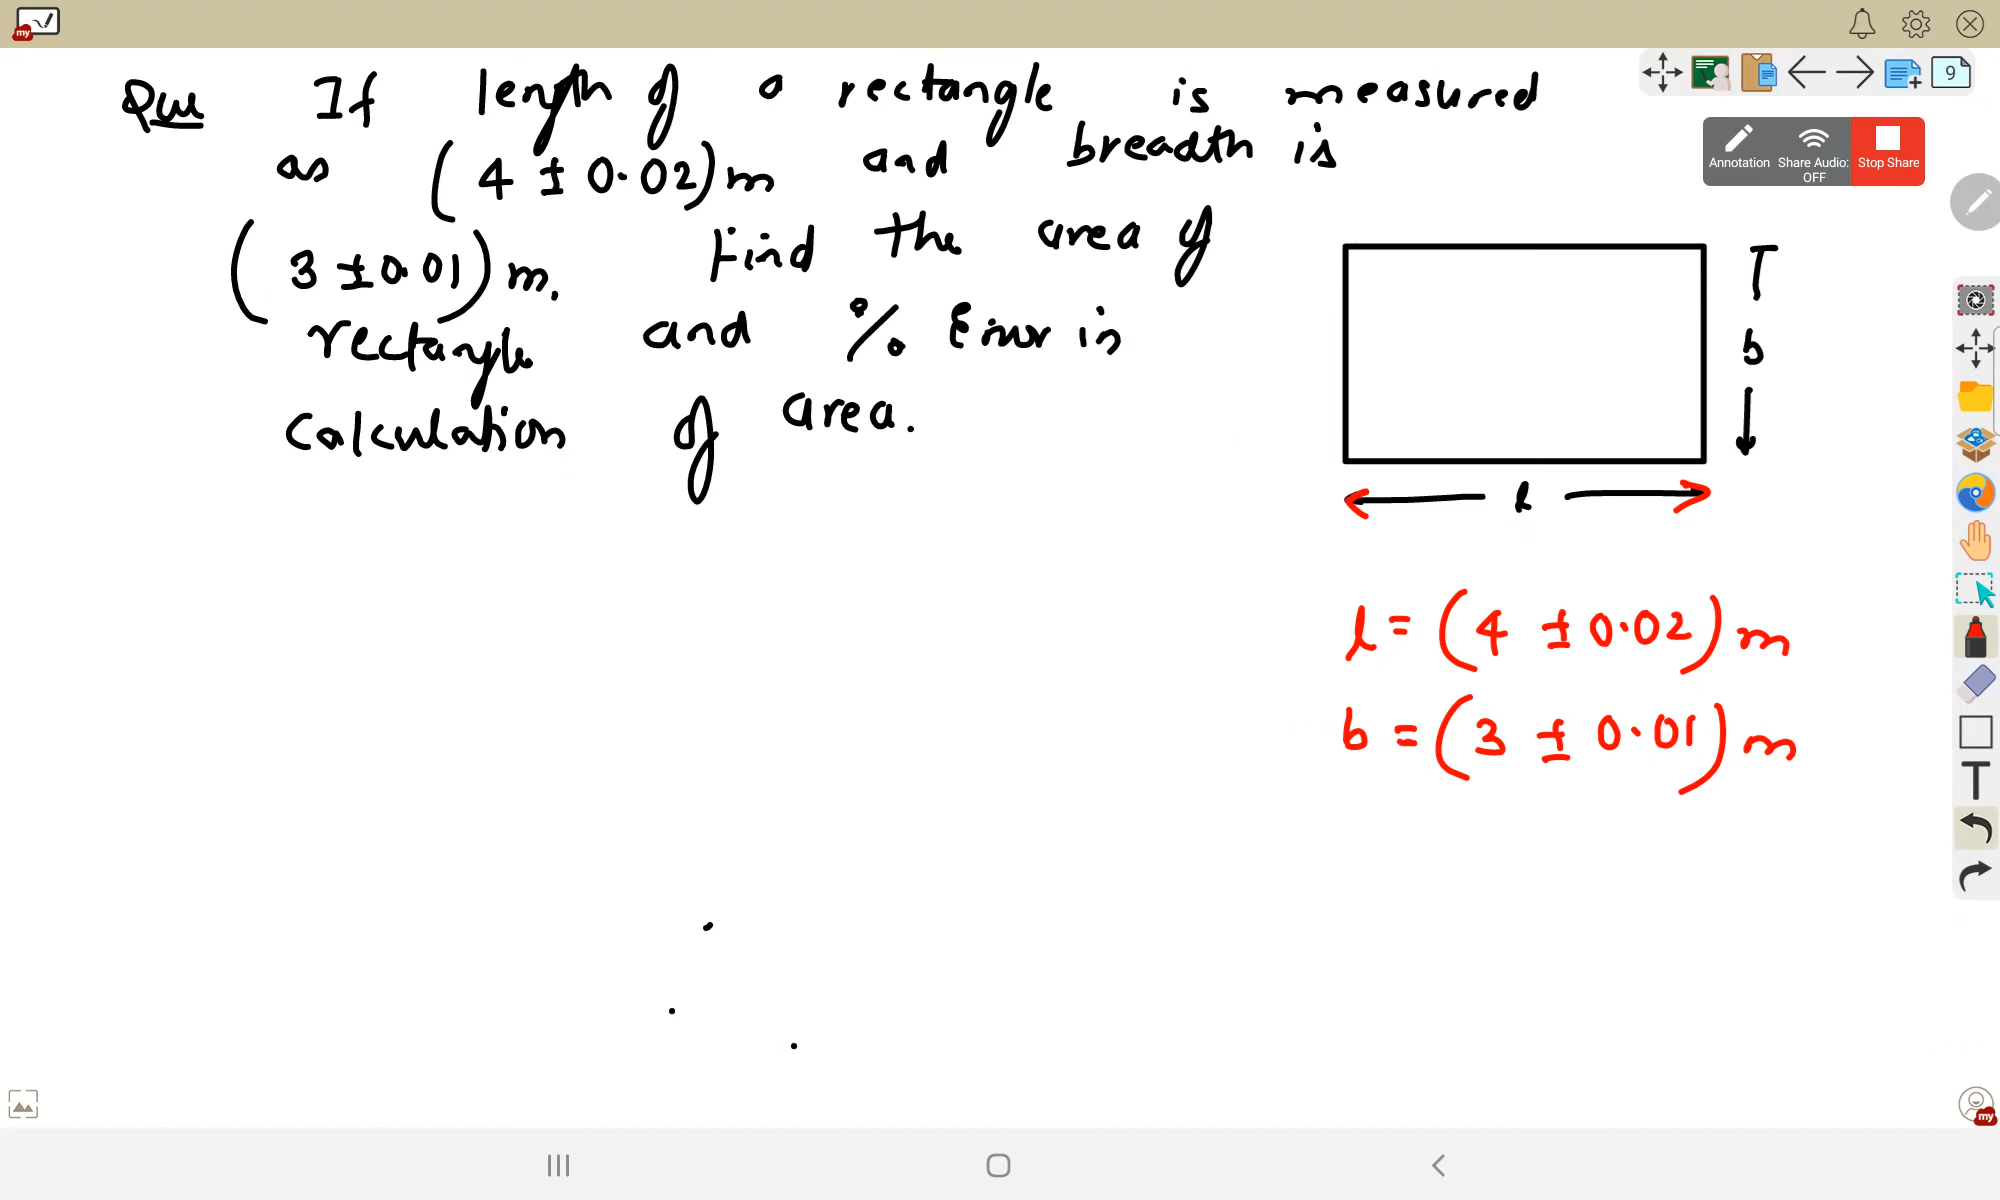 Que If length of a rectangle is measured
as (4 ± 0.02) m and breadth is
(3 ± 0.01) m. Find the area of
rectangle and % Error in
calculation of area.
9
Annotation Share Audio: OFF Stop Share
b
l
l = (4 ± 0.02) m
b = (3 ± 0.01) m
T
my
my